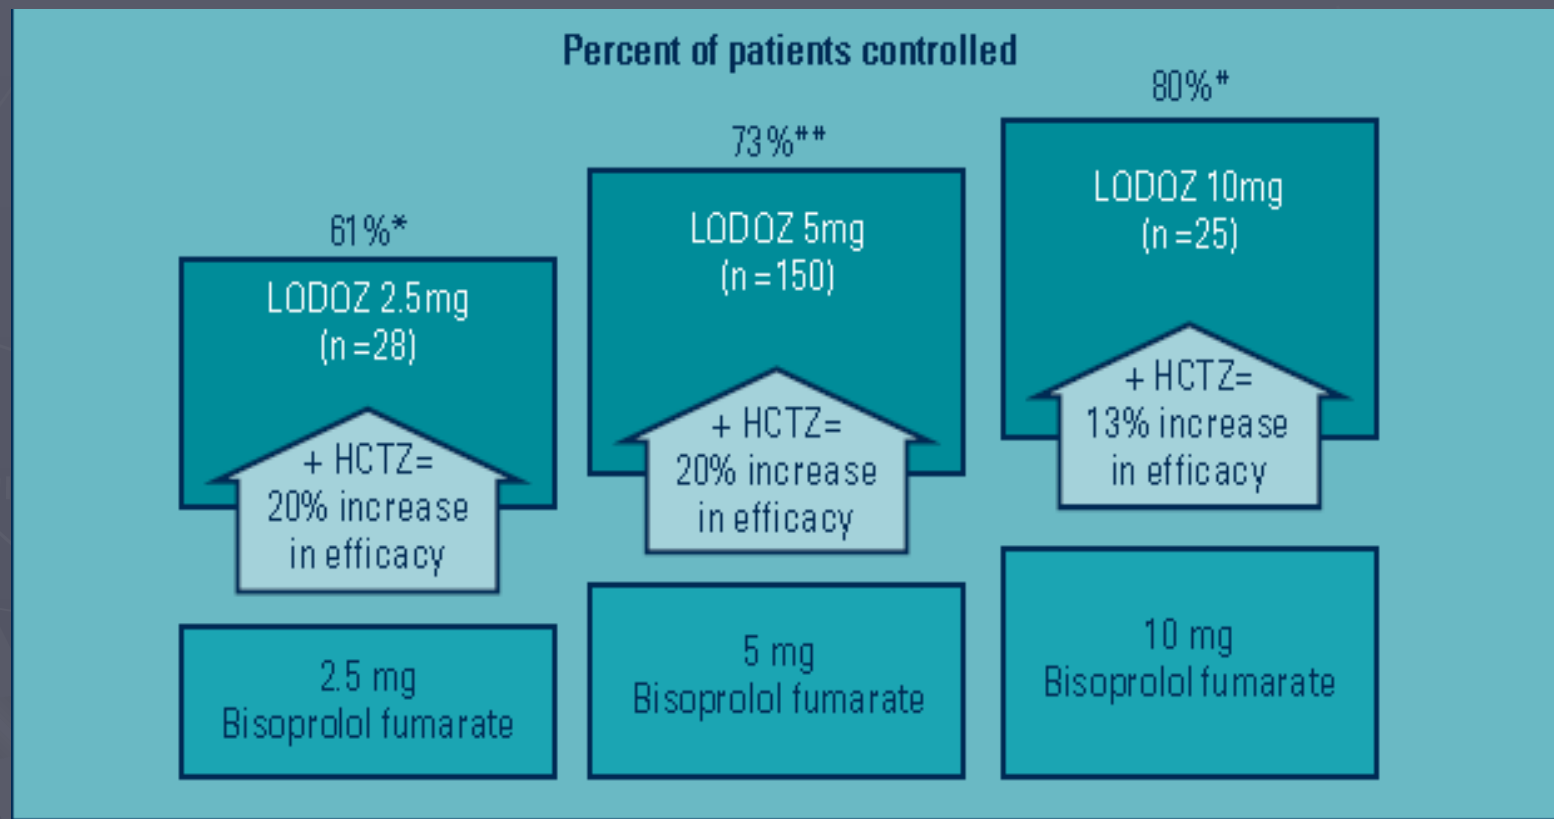 Percent of patients controlled
61%*
LODOZ 2.5mg
(n=28)
+ HCTZ=
20% increase
in efficacy
2.5 mg
Bisoprolol fumarate
73%**
LODOZ 5mg
(n=150)
+ HCTZ=
20% increase
in efficacy
5 mg
Bisoprolol fumarate
80%#
LODOZ 10mg
(n=25)
+ HCTZ=
13% increase
in efficacy
10 mg
Bisoprolol fumarate